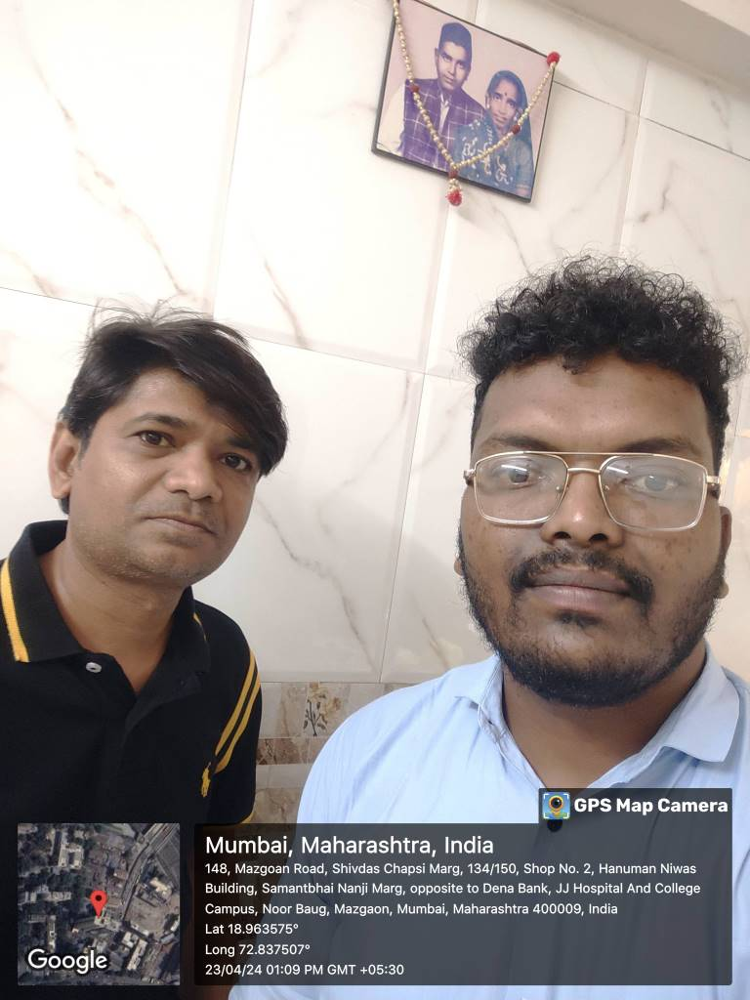 GPS Map Camera
Mumbai, Maharashtra, India
148, Mazgoan Road, Shivdas Chapsi Marg, 134/150, Shop No. 2, Hanuman Niwas
Building, Samantbhai Nanji Marg, opposite to Dena Bank, JJ Hospital And College
Campus, Noor Baug, Mazgaon, Mumbai, Maharashtra 400009, India
Lat 18.963575°
Long 72.837507°
23/04/24 01:09 PM GMT +05:30
Google